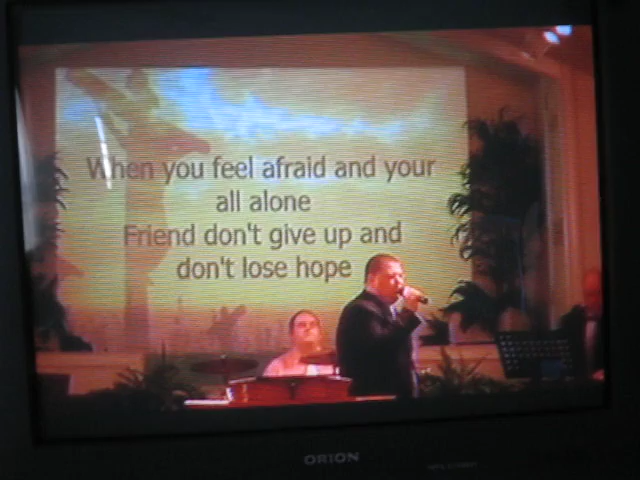 When you feel afraid and your
all alone
Friend don't give up and
don't lose hope
ORION